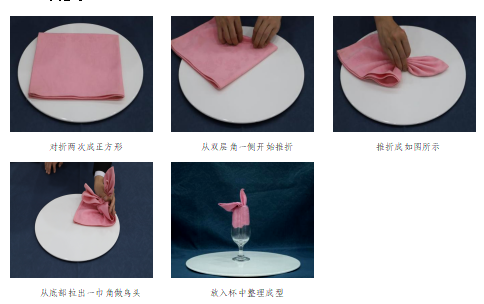 对折两次成正方形
从双层角一侧开始推折
推折成如图所示
从底部拉出一巾角做鸟头
放入杯中整理成型